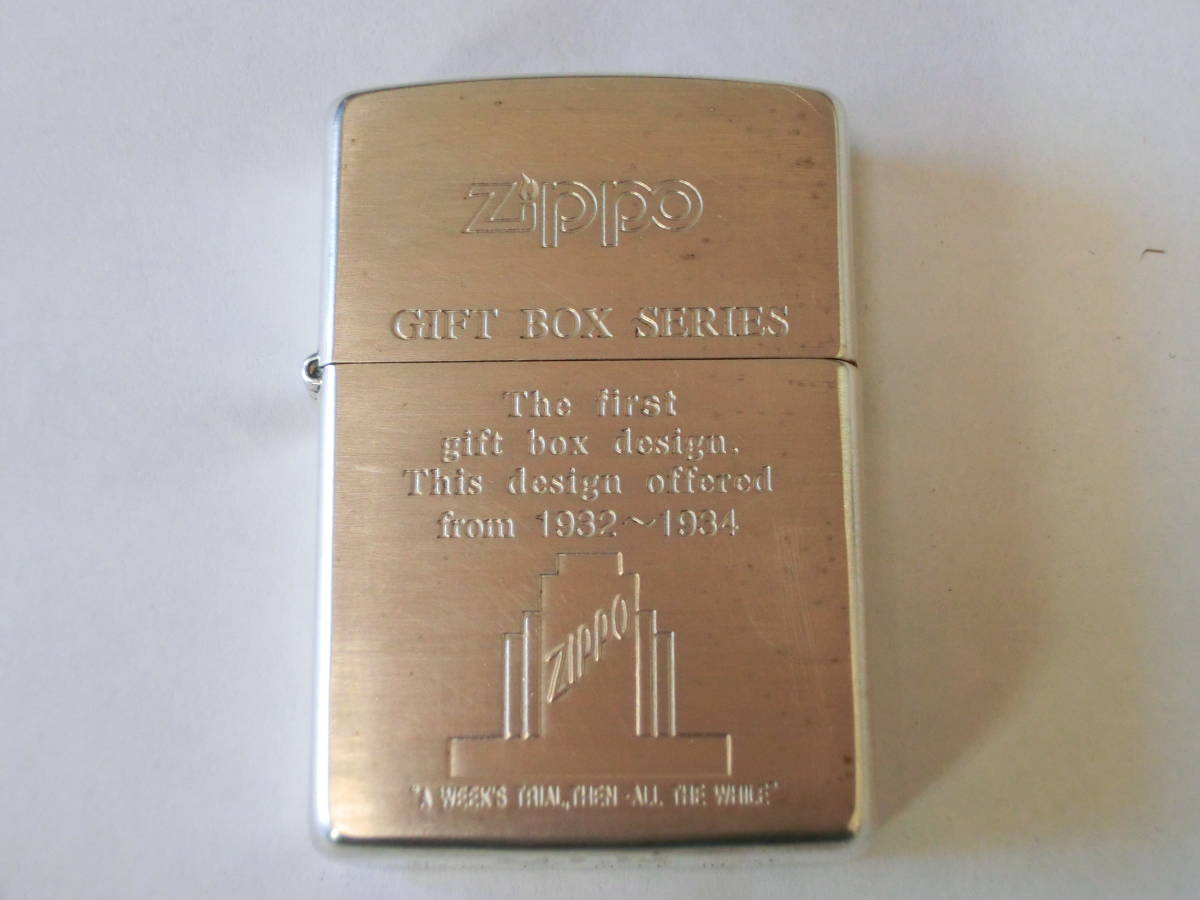 Zippo
GIFT BOX SERIES
The first
gift box design.
This design offered
from 1932~1934
ZIPPO
"A WEEK'S TRIAL, THEN -ALL THE WHILE"